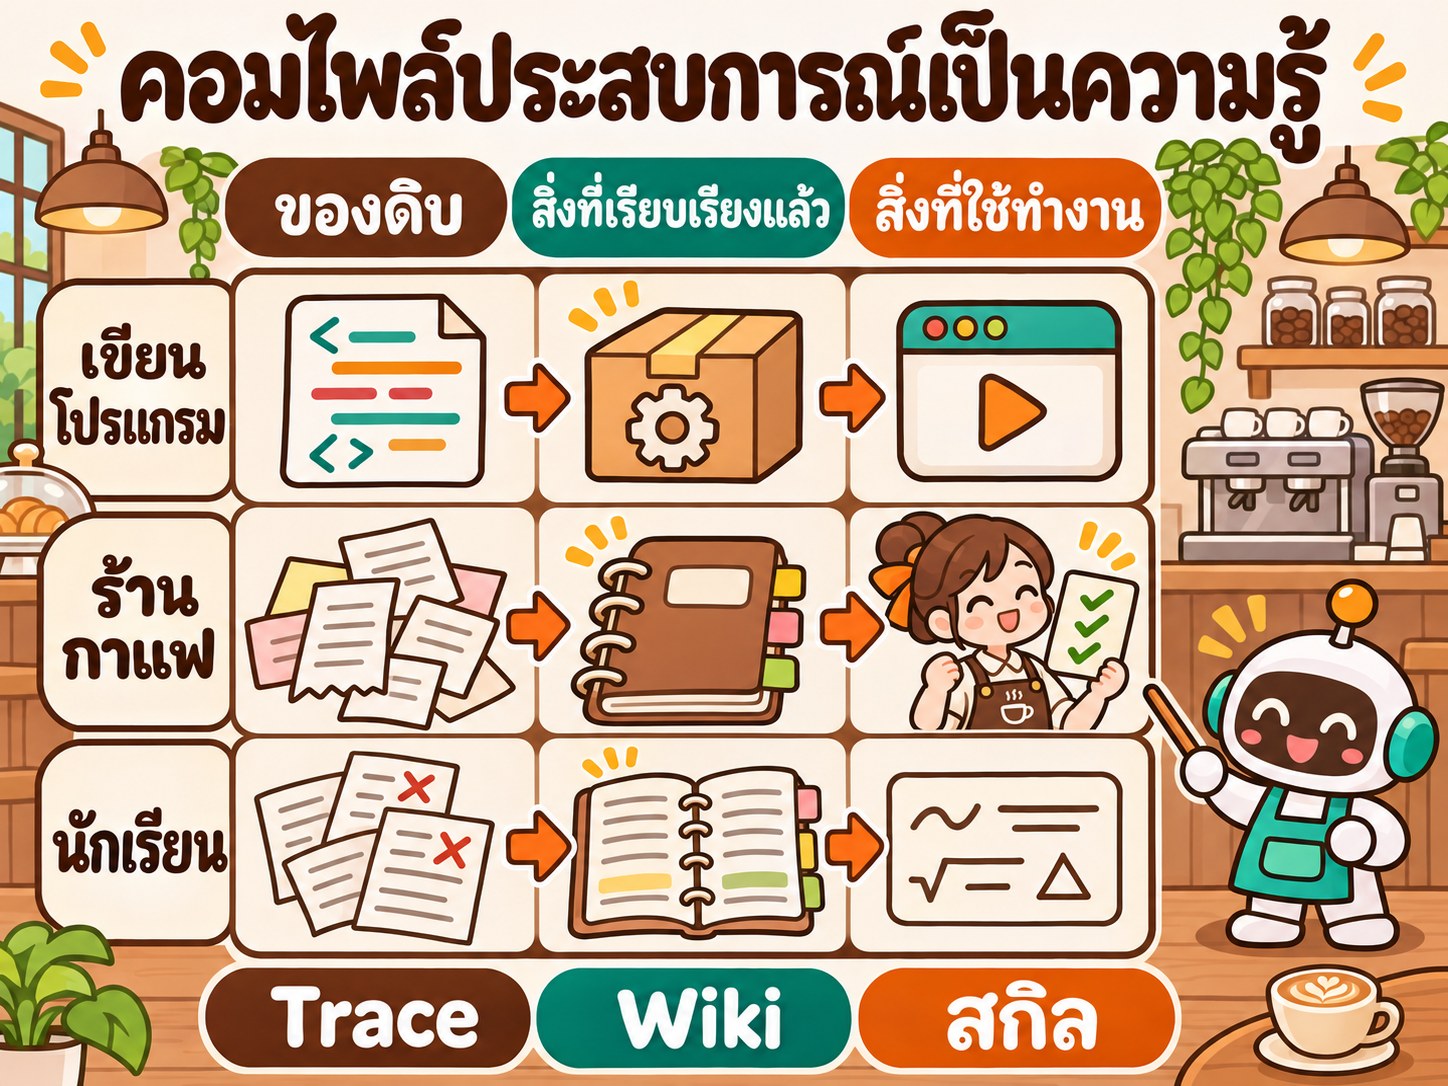 คอมไพล์ประสบการณ์เป็นความรู้
ของดิบ
สิ่งที่เรียบเรียงแล้ว
สิ่งที่ใช้ทำงาน
เขียน
โปรแกรม
ร้าน
กาแฟ
นักเรียน
Trace
Wiki
สกิล